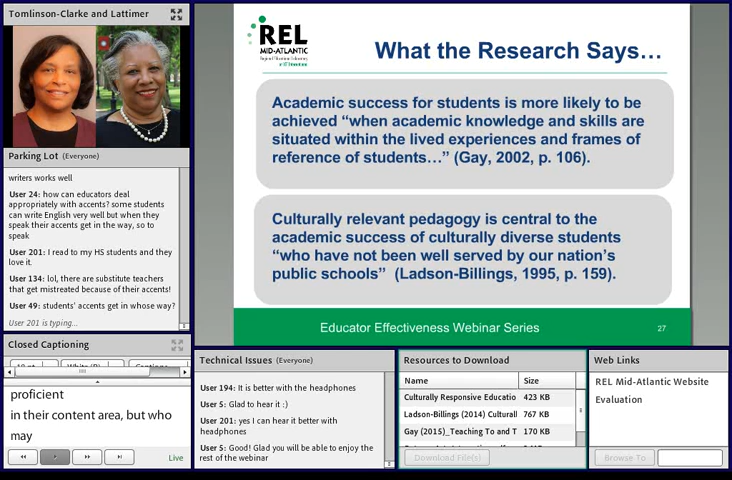 Tomlinson-Clarke and Lattimer
Parking Lot (Everyone)
writers works well
User 24: how can educators deal
appropriately with accents? some students
can write English very well but when they
speak their accents get in the way, so to
speak
User 201: I read to my HS students and they
love it.
User 134: lol, there are substitute teachers
that get mistreated because of their accents!
User 49: students' accents get in whose way?
User 201 is typing...
Closed Captioning
proficient
in their content area, but who
may
Live
REL
MID-ATLANTIC
What the Research Says...
Academic success for students is more likely to be
achieved “when academic knowledge and skills are
situated within the lived experiences and frames of
reference of students…” (Gay, 2002, p. 106).
Culturally relevant pedagogy is central to the
academic success of culturally diverse students
“who have not been well served by our nation’s
public schools” (Ladson-Billings, 1995, p. 159).
Educator Effectiveness Webinar Series
27
Technical Issues (Everyone)
User 194: It is better with the headphones
User 5: Glad to hear it :)
User 201: yes I can hear it better with
headphones
User 5: Good! Glad you will be able to enjoy the
rest of the webinar
Resources to Download
Name Size
Culturally Responsive Educatio 423 KB
Ladson-Billings (2014) Culturall 767 KB
Gay (2015)_Teaching To and T 170 KB
Download File(s)
Web Links
REL Mid-Atlantic Website
Evaluation
Browse To